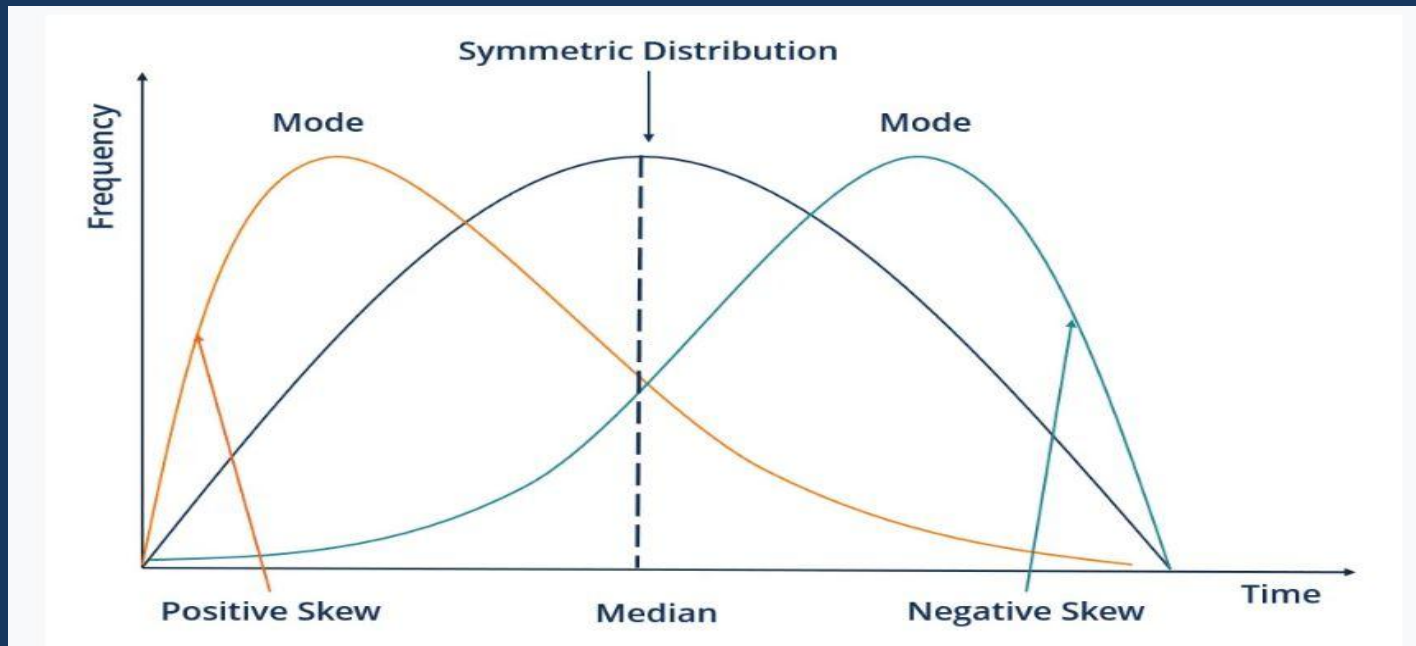 Symmetric Distribution
Mode
Mode
Frequency
Time
Positive Skew
Median
Negative Skew